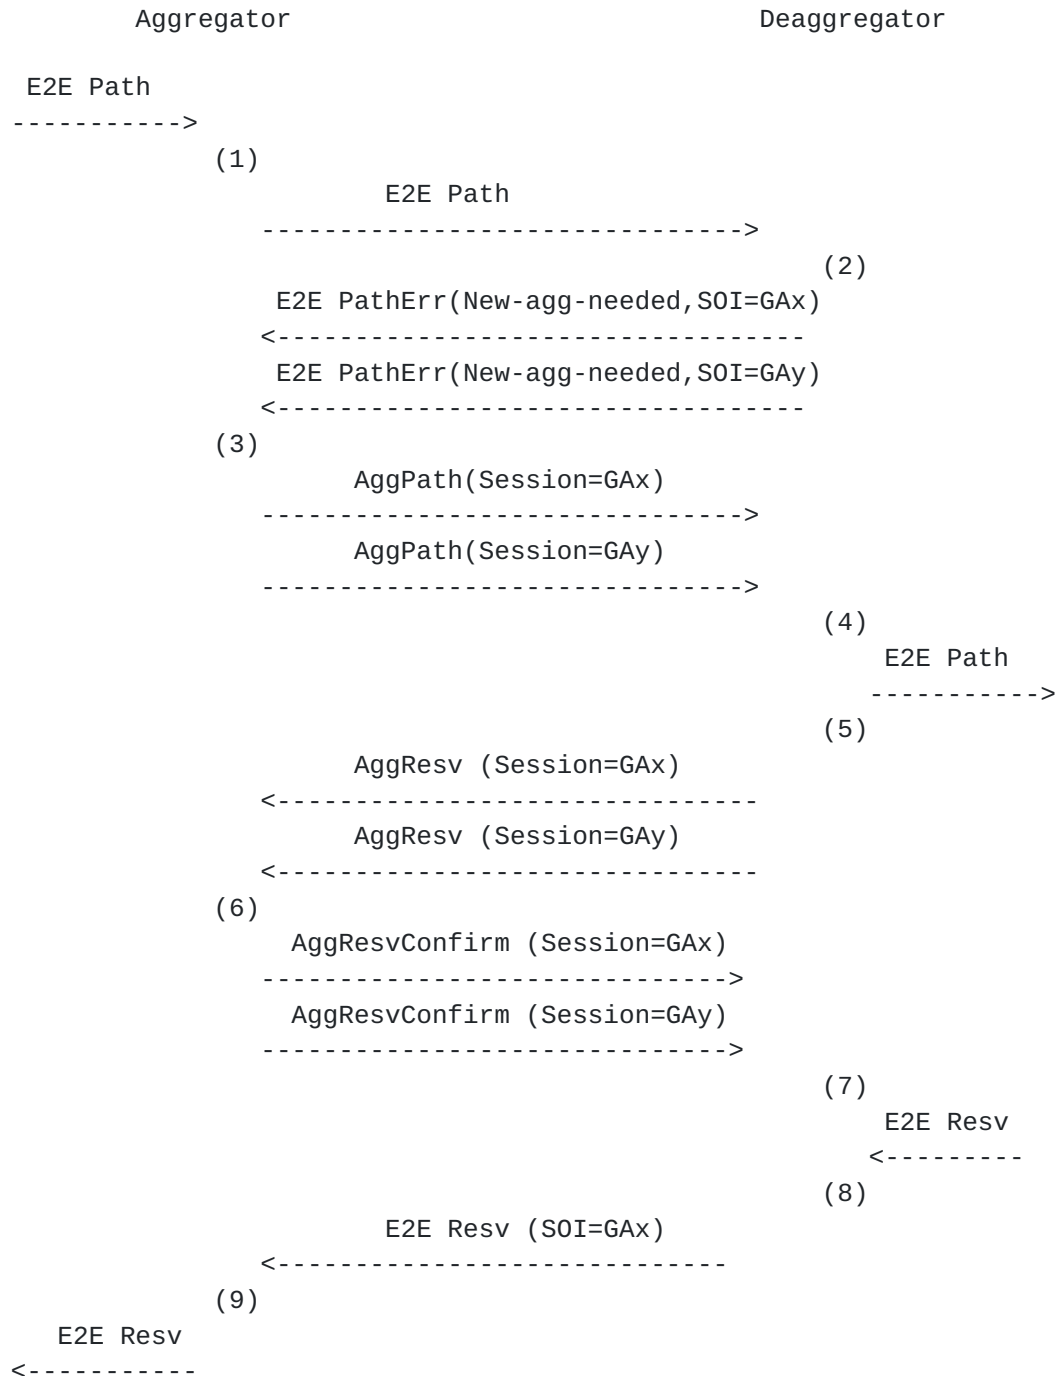 Aggregator                              Deaggregator
E2E Path
----------->
(1)
E2E Path
------------------------------->
(2)
E2E PathErr(New-agg-needed,SOI=GAx)
<----------------------------------
E2E PathErr(New-agg-needed,SOI=GAy)
<----------------------------------
(3)
AggPath(Session=GAx)
------------------------------->
AggPath(Session=GAy)
------------------------------->
(4)
E2E Path
----------->
(5)
AggResv (Session=GAx)
<-------------------------------
AggResv (Session=GAy)
<-------------------------------
(6)
AggResvConfirm (Session=GAx)
------------------------------>
AggResvConfirm (Session=GAy)
------------------------------>
(7)
E2E Resv
<---------
(8)
E2E Resv (SOI=GAx)
<-----------------------------
(9)
E2E Resv
<-----------